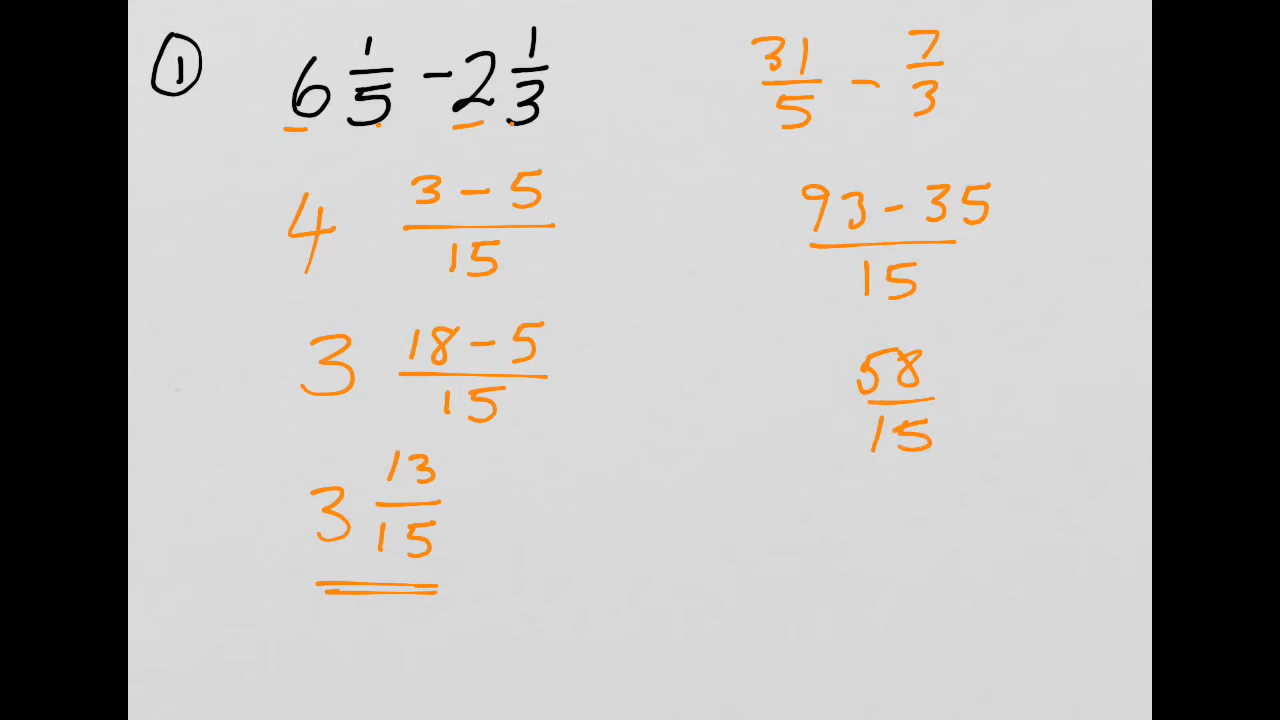 ① 6 1/5 - 2 1/3
4 (3 - 5)/15
3 (18 - 5)/15
3 13/15
31/5 - 7/3
(93 - 35)/15
58/15